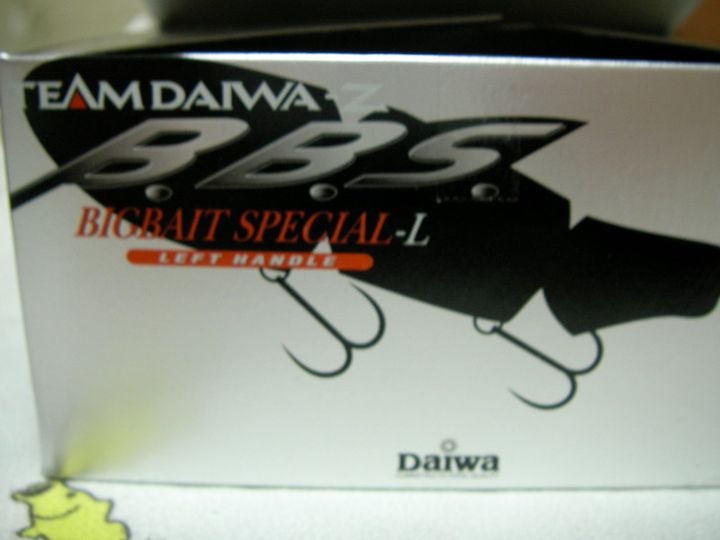 TEAM DAIWA-Z
B.B.S.
BIGBAIT SPECIAL-L
LEFT HANDLE
Daiwa